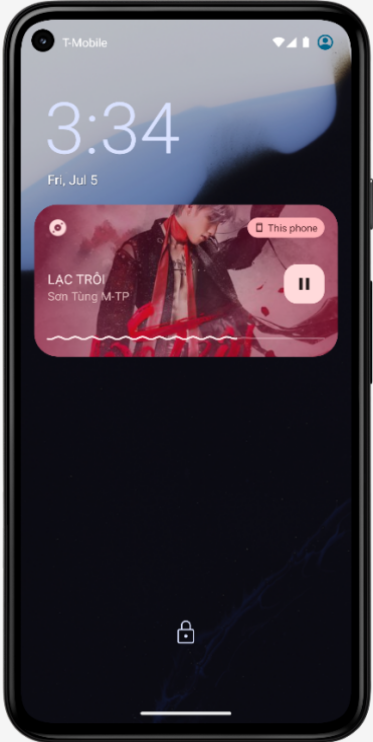 T-Mobile
3:34
Fri, Jul 5
This phone
LẠC TRÔI
Sơn Tùng M-TP